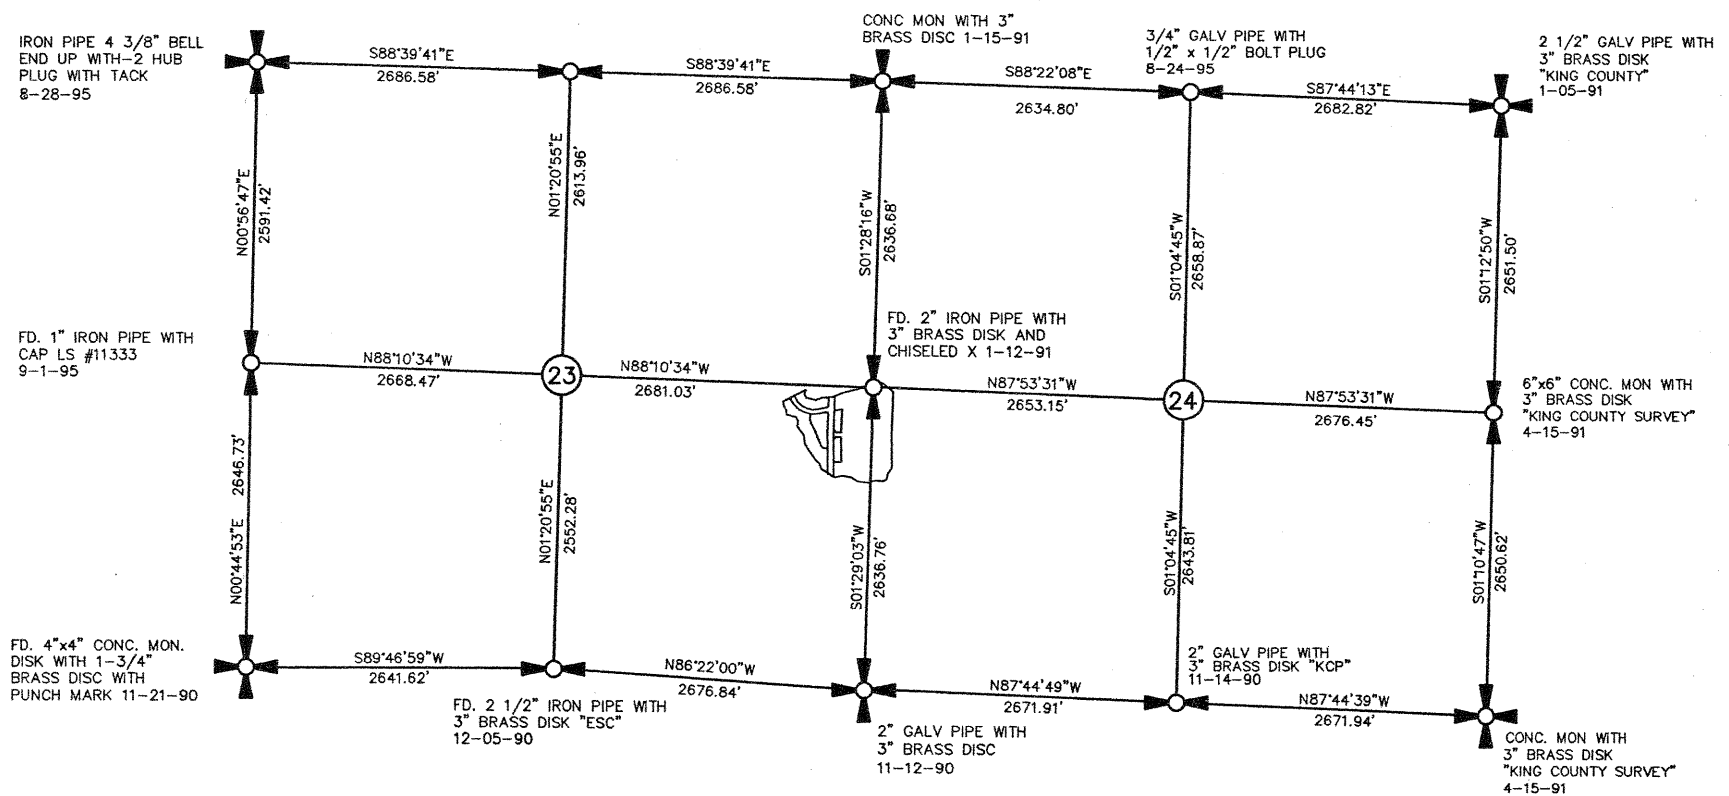 IRON PIPE 4 3/8" BELL
END UP WITH-2 HUB
PLUG WITH TACK
8-28-95
S88°39'41"E
2686.58'
S88°39'41"E
2686.58'
CONC MON WITH 3"
BRASS DISC 1-15-91
S88°22'08"E
2634.80'
3/4" GALV PIPE WITH
1/2" x 1/2" BOLT PLUG
8-24-95
S87°44'13"E
2682.82'
2 1/2" GALV PIPE WITH
3" BRASS DISK
"KING COUNTY"
1-05-91
N00°56'47"E
2591.42'
N01°20'55"E
2613.96'
S01°28'16"W
2636.68'
S01°04'45"W
2658.87'
S01°12'50"W
2651.50'
FD. 1" IRON PIPE WITH
CAP LS #11333
9-1-95
N88°10'34"W
2668.47'
23
N88°10'34"W
2681.03'
FD. 2" IRON PIPE WITH
3" BRASS DISK AND
CHISELED X 1-12-91
N87°53'31"W
2653.15'
24
N87°53'31"W
2676.45'
6"x6" CONC. MON WITH
3" BRASS DISK
"KING COUNTY SURVEY"
4-15-91
N00°44'53"E 2646.73'
N01°20'55"E
2552.28'
S01°29'03"W
2636.76'
S01°04'45"W
2643.81'
S01°10'47"W
2650.62'
FD. 4"x4" CONC. MON.
DISK WITH 1-3/4"
BRASS DISC WITH
PUNCH MARK 11-21-90
S89°46'59"W
2641.62'
FD. 2 1/2" IRON PIPE WITH
3" BRASS DISK "ESC"
12-05-90
N86°22'00"W
2676.84'
2" GALV PIPE WITH
3" BRASS DISC
11-12-90
N87°44'49"W
2671.91'
2" GALV PIPE WITH
3" BRASS DISK "KCP"
11-14-90
N87°44'39"W
2671.94'
CONC. MON WITH
3" BRASS DISK
"KING COUNTY SURVEY"
4-15-91